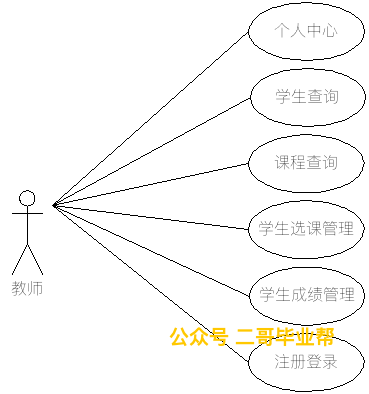 个人中心
学生查询
课程查询
学生选课管理
教师
学生成绩管理
公众号 二哥毕业帮
注册登录